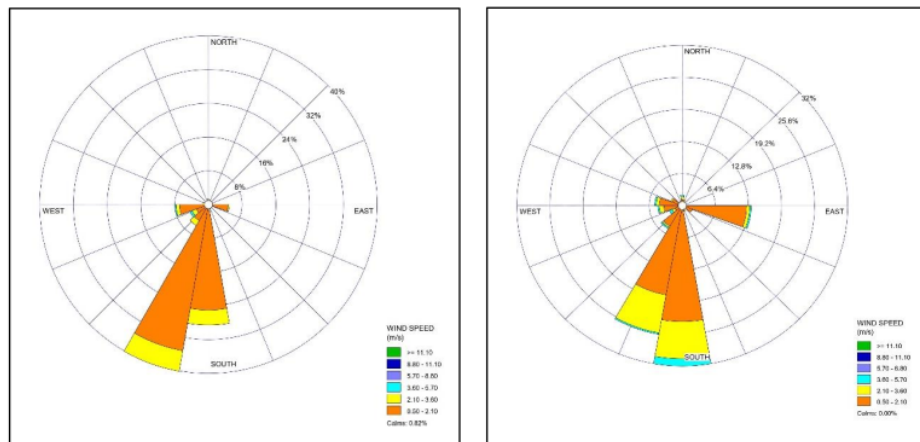 NORTH
40%
32%
24%
16%
8%
WEST
EAST
SOUTH
WIND SPEED
(m/s)
>= 11.10
8.80 - 11.10
5.70 - 8.80
3.60 - 5.70
2.10 - 3.60
0.50 - 2.10
Calms: 0.82%
NORTH
32%
25.6%
19.2%
12.8%
6.4%
WEST
EAST
SOUTH
WIND SPEED
(m/s)
>= 11.10
8.80 - 11.10
5.70 - 8.80
3.60 - 5.70
2.10 - 3.60
0.50 - 2.10
Calms: 0.00%